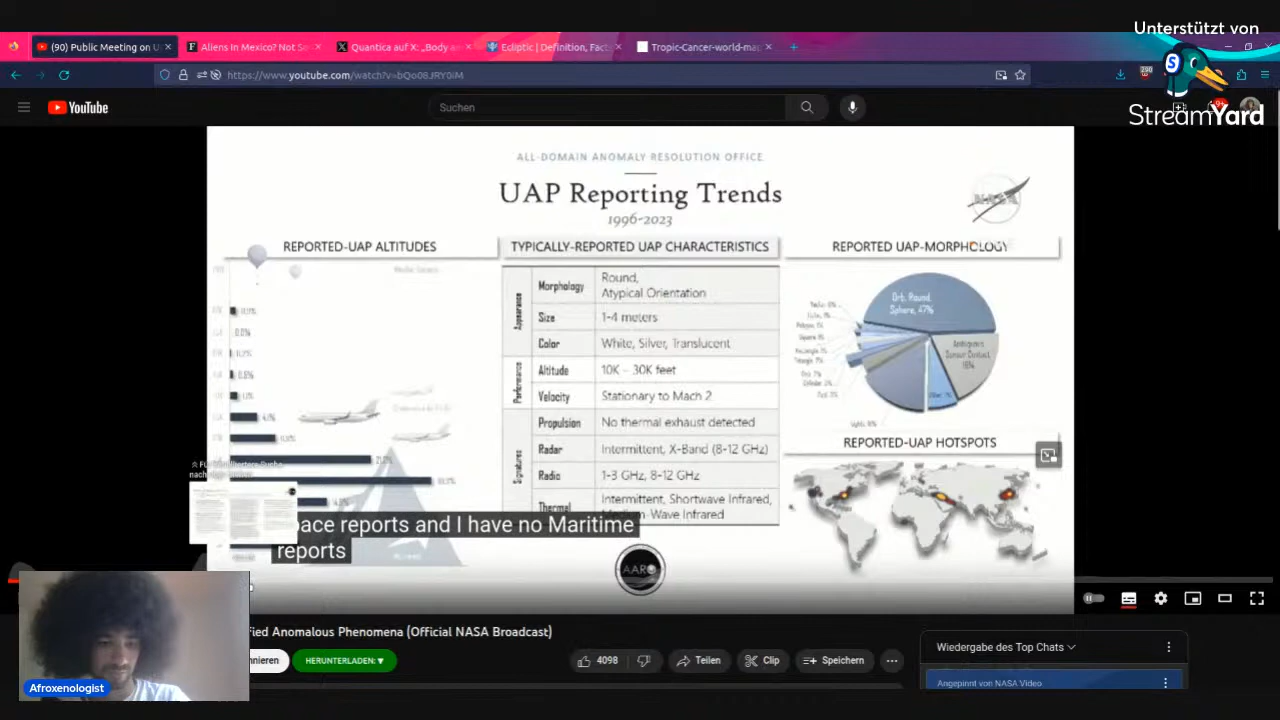 Unterstützt von
StreamYard
(90) Public Meeting on U
Aliens In Mexico? Not So
Quantica auf X: „Body a
Ecliptic | Definition, Fact
Tropic-Cancer-world-ma
YouTube
Suchen
ALL-DOMAIN ANOMALY RESOLUTION OFFICE
UAP Reporting Trends
1996-2023
NASA
REPORTED-UAP ALTITUDES
TYPICALLY-REPORTED UAP CHARACTERISTICS
Appearance
Morphology
Round,
Atypical Orientation
Size
1-4 meters
Color
White, Silver, Translucent
Performance
Altitude
10K - 30K feet
Velocity
Stationary to Mach 2
Signatures
Propulsion
No thermal exhaust detected
Radar
Intermittent, X-Band (8-12 GHz)
Radio
1-3 GHz, 8-12 GHz
Thermal
Intermittent, Shortwave Infrared,
Medium-Wave Infrared
REPORTED UAP-MORPHOLOGY
Orb, Round,
Sphere, 47%
Ambiguous
Sensor Contact
REPORTED-UAP HOTSPOTS
pace reports and I have no Maritime
reports
AARO
fied Anomalous Phenomena (Official NASA Broadcast)
nnieren
HERUNTERLADEN: ▼
4098
Teilen
Clip
Speichern
Wiedergabe des Top Chats
Angepinnt von NASA Video
Afroxenologist